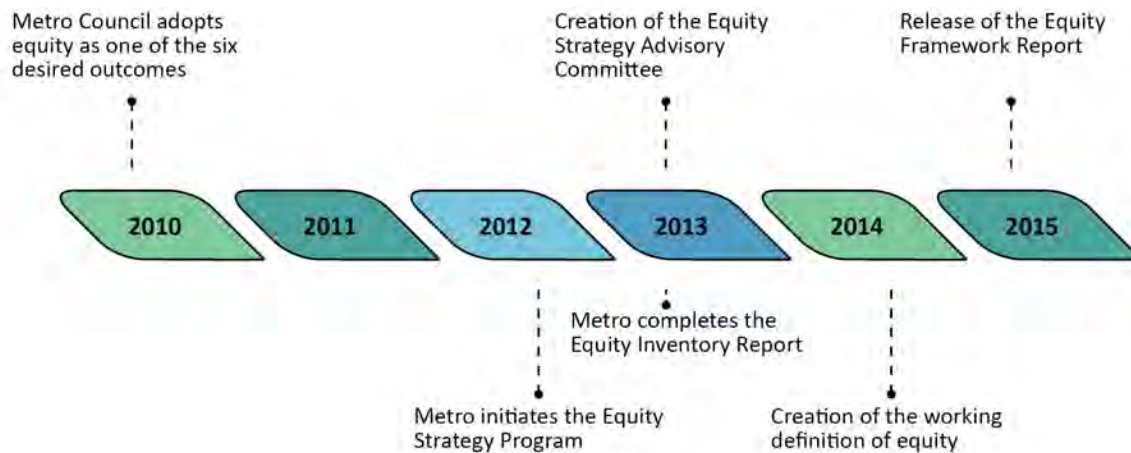 Metro Council adopts
equity as one of the six
desired outcomes
Creation of the Equity
Strategy Advisory
Committee
Release of the Equity
Framework Report
2010
2011
2012
2013
2014
2015
Metro completes the
Equity Inventory Report
Metro initiates the Equity
Strategy Program
Creation of the working
definition of equity